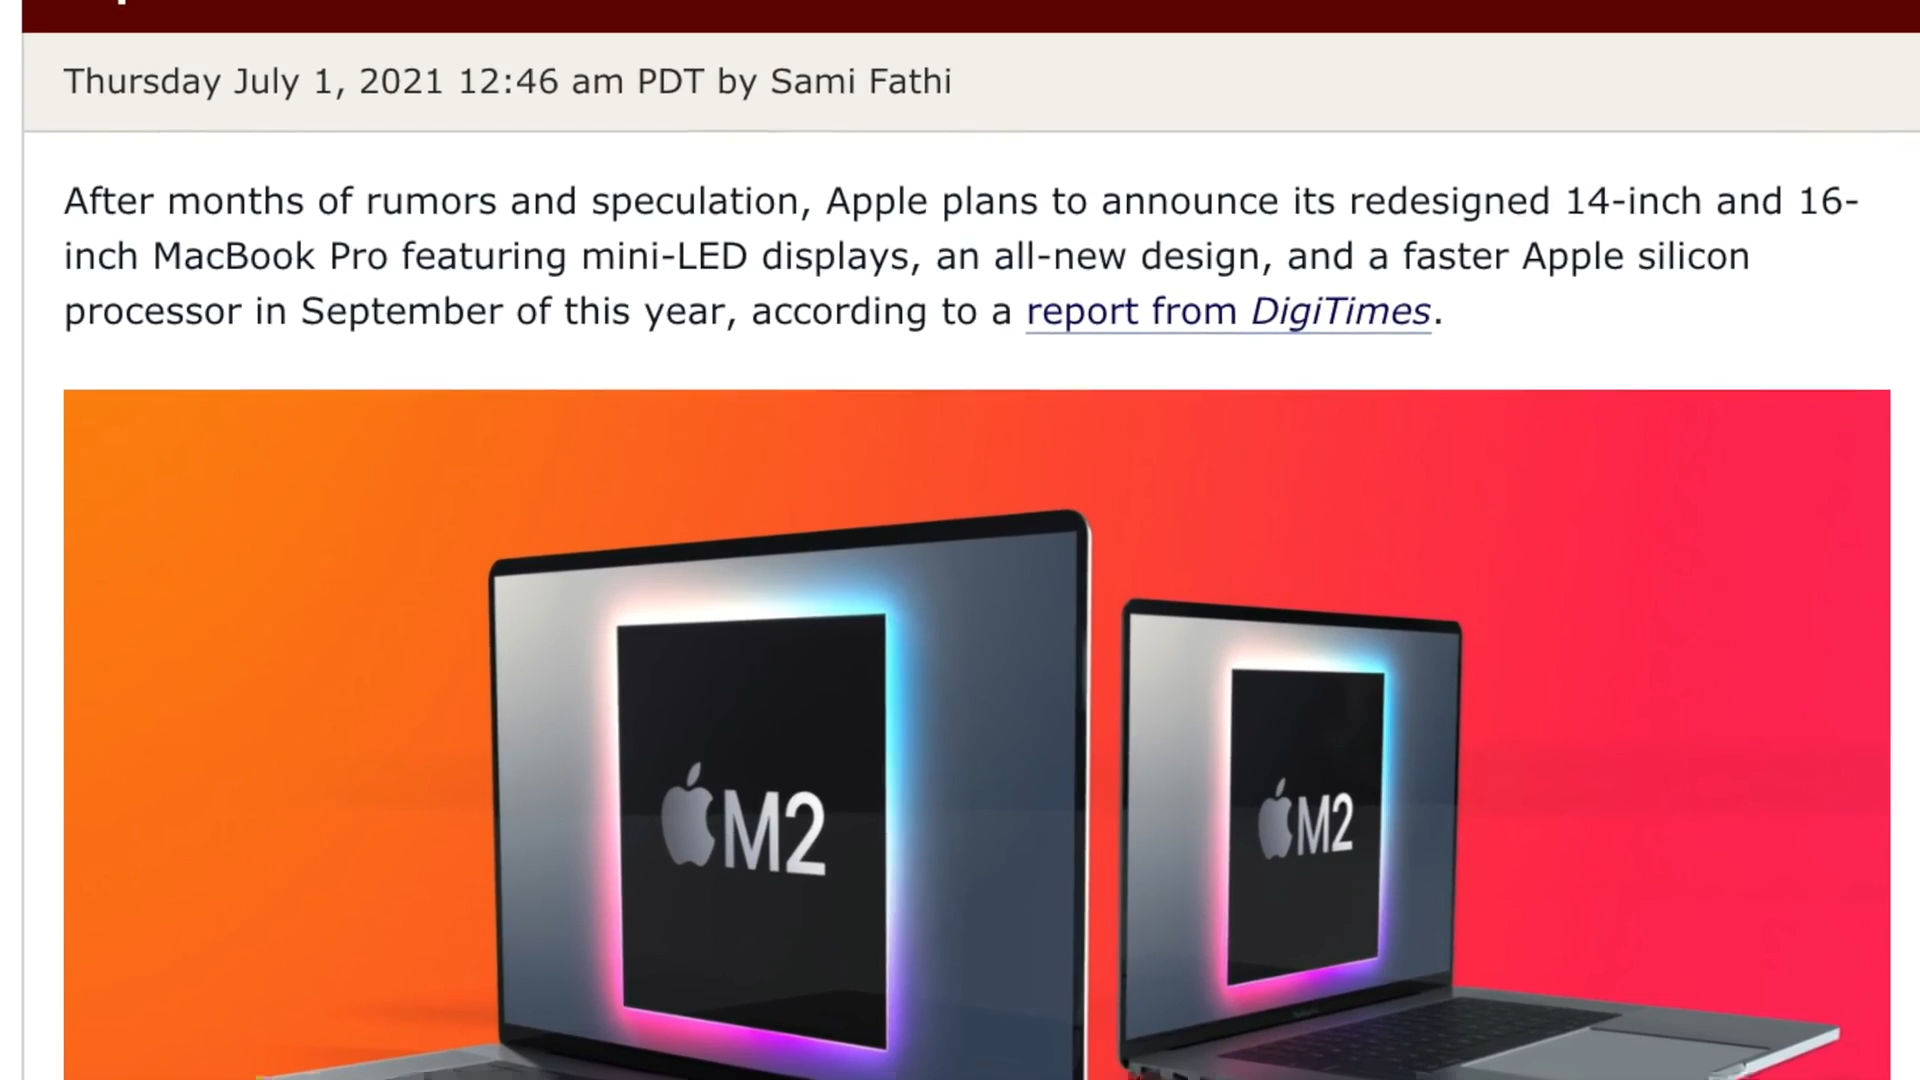 Thursday July 1, 2021 12:46 am PDT by Sami Fathi
After months of rumors and speculation, Apple plans to announce its redesigned 14-inch and 16-
inch MacBook Pro featuring mini-LED displays, an all-new design, and a faster Apple silicon
processor in September of this year, according to a report from DigiTimes.
M2
M2